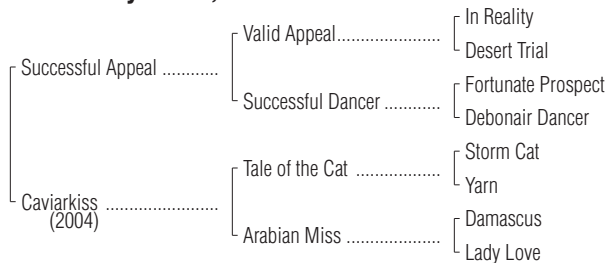 In Reality
Valid Appeal.................
Desert Trial
Successful Appeal ............
Fortunate Prospect
Successful Dancer ............
Debonair Dancer
Storm Cat
Tale of the Cat ..................
Yarn
Caviarkiss ........................
(2004)
Damascus
Arabian Miss ....................
Lady Love